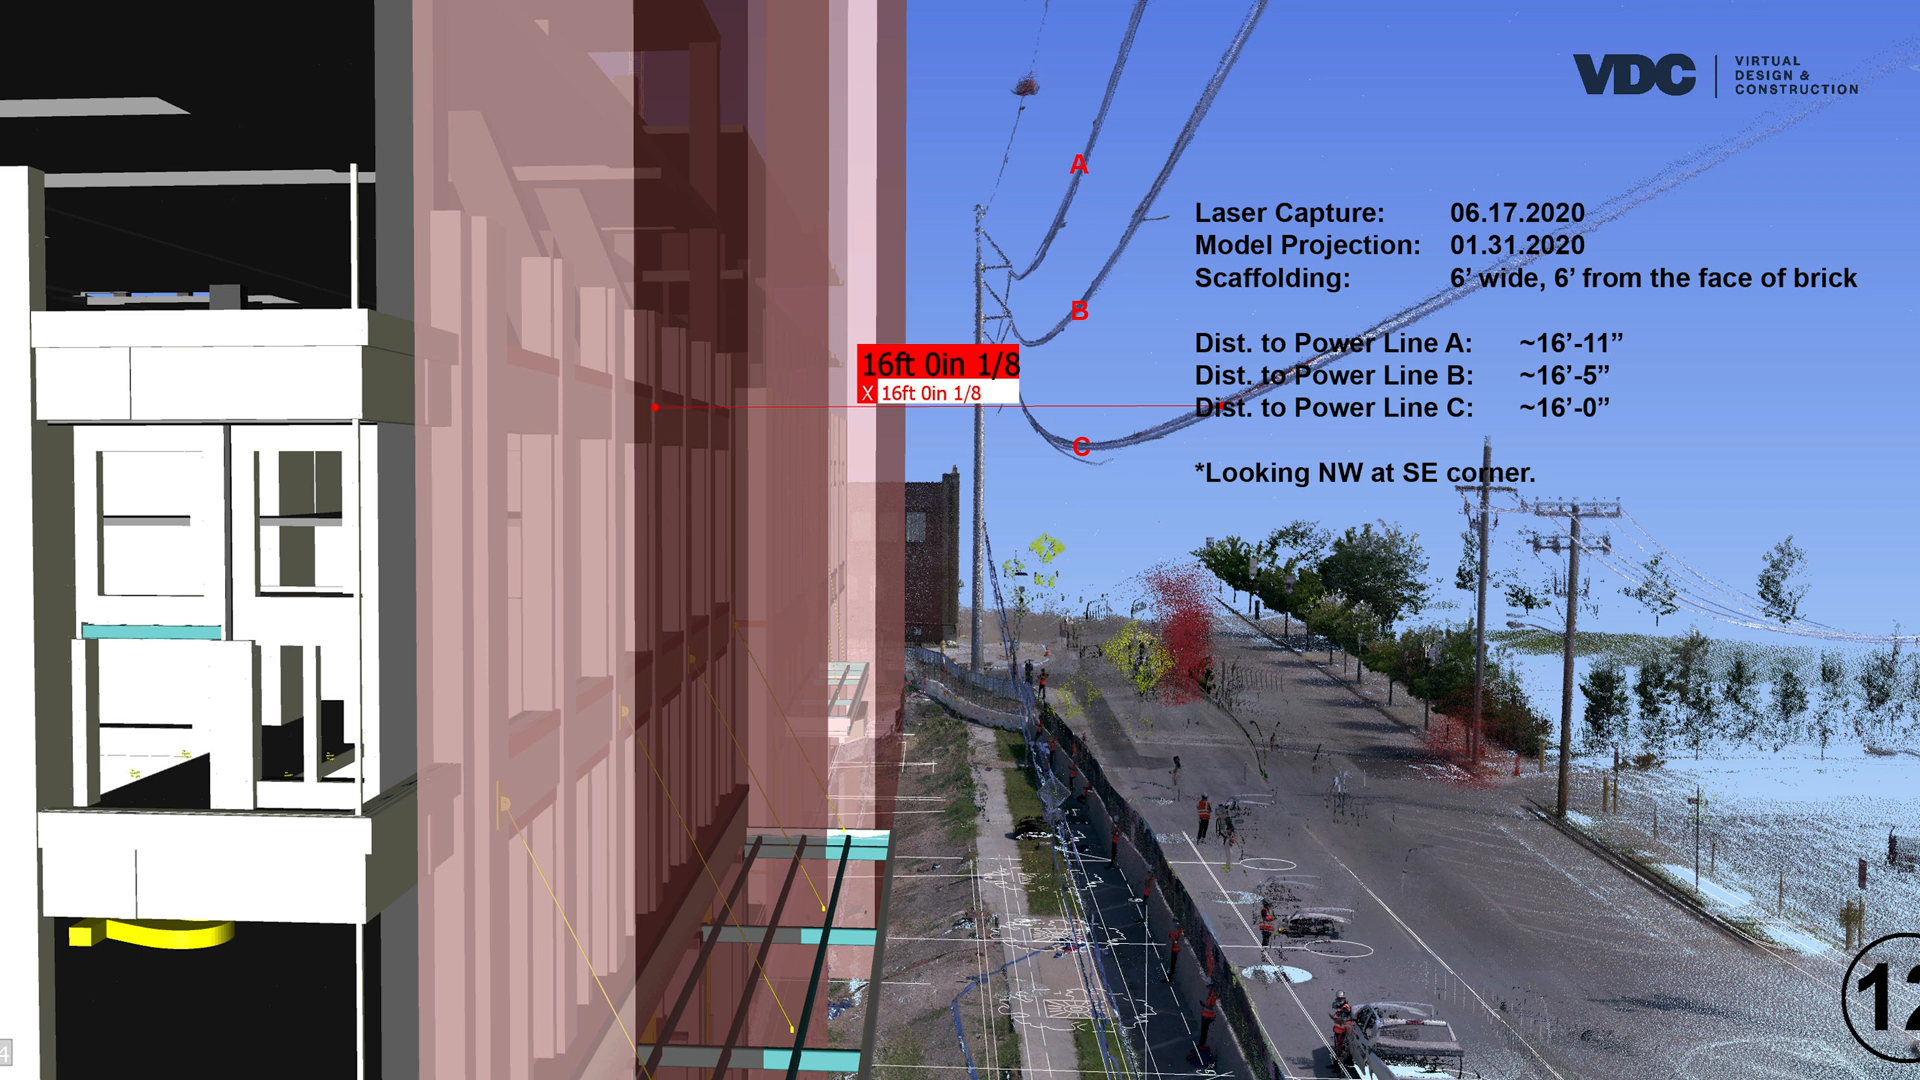 VDC
VIRTUAL
DESIGN &
CONSTRUCTION
A
Laser Capture: 06.17.2020
Model Projection: 01.31.2020
Scaffolding: 6' wide, 6' from the face of brick
B
Dist. to Power Line A: ~16'-11"
16ft 0in 1/8
Dist. to Power Line B: ~16'-5"
X 16ft 0in 1/8
Dist. to Power Line C: ~16'-0"
C
*Looking NW at SE corner.
12
4